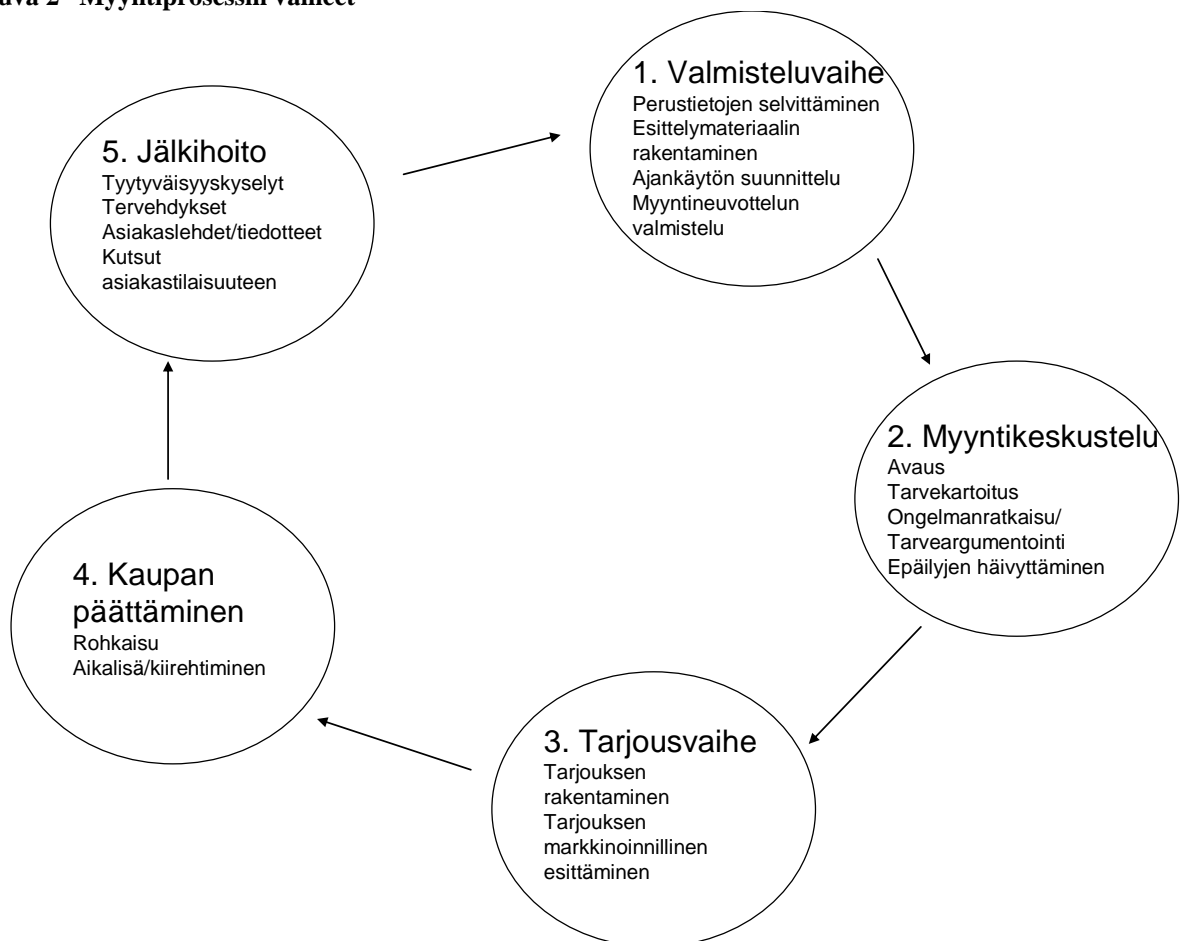 uva 2 Myyntiprosessin vaiheet
1. Valmisteluvaihe
Perustietojen selvittäminen
Esittelymateriaalin
rakentaminen
Ajankäytön suunnittelu
Myyntineuvottelun
valmistelu
2. Myyntikeskustelu
Avaus
Tarvekartoitus
Ongelmanratkaisu/
Tarveargumentointi
Epäilyjen häivyttäminen
3. Tarjousvaihe
Tarjouksen
rakentaminen
Tarjouksen
markkinoinnillinen
esittäminen
4. Kaupan
päättäminen
Rohkaisu
Aikalisä/kiirehtiminen
5. Jälkihoito
Tyytyväisyyskyselyt
Tervehdykset
Asiakaslehdet/tiedotteet
Kutsut
asiakastilaisuuteen